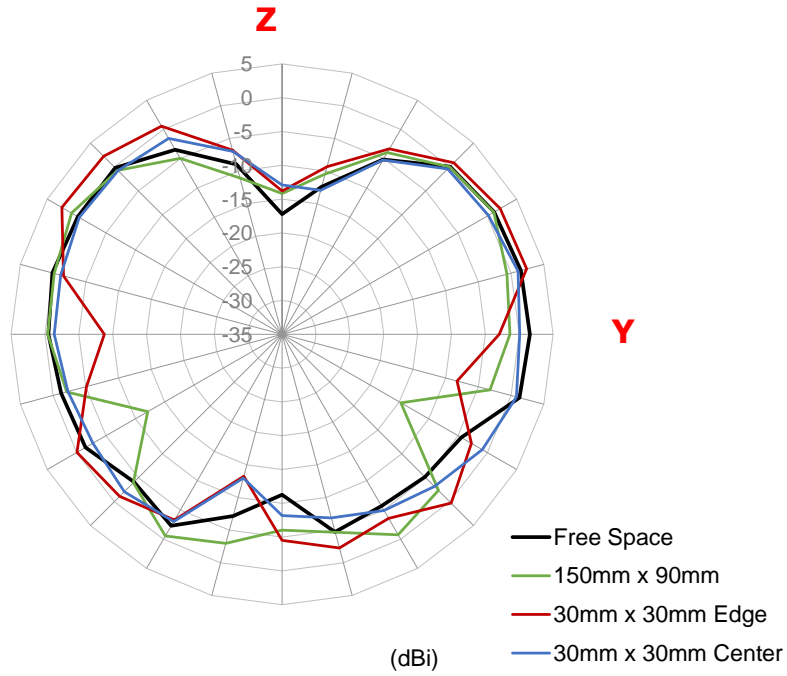 Z
5
0
-5
-10
-15
-20
-25
-30
-35
Y
Free Space
150mm x 90mm
30mm x 30mm Edge
30mm x 30mm Center
(dBi)